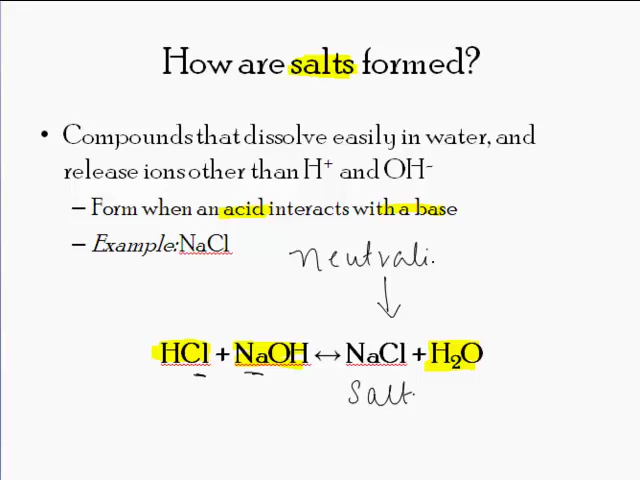 How are salts formed?
• Compounds that dissolve easily in water, and
release ions other than H⁺ and OH⁻
– Form when an acid interacts with a base
– Example: NaCl
neutrali.
HCl + NaOH ↔ NaCl + H₂O
Salt.